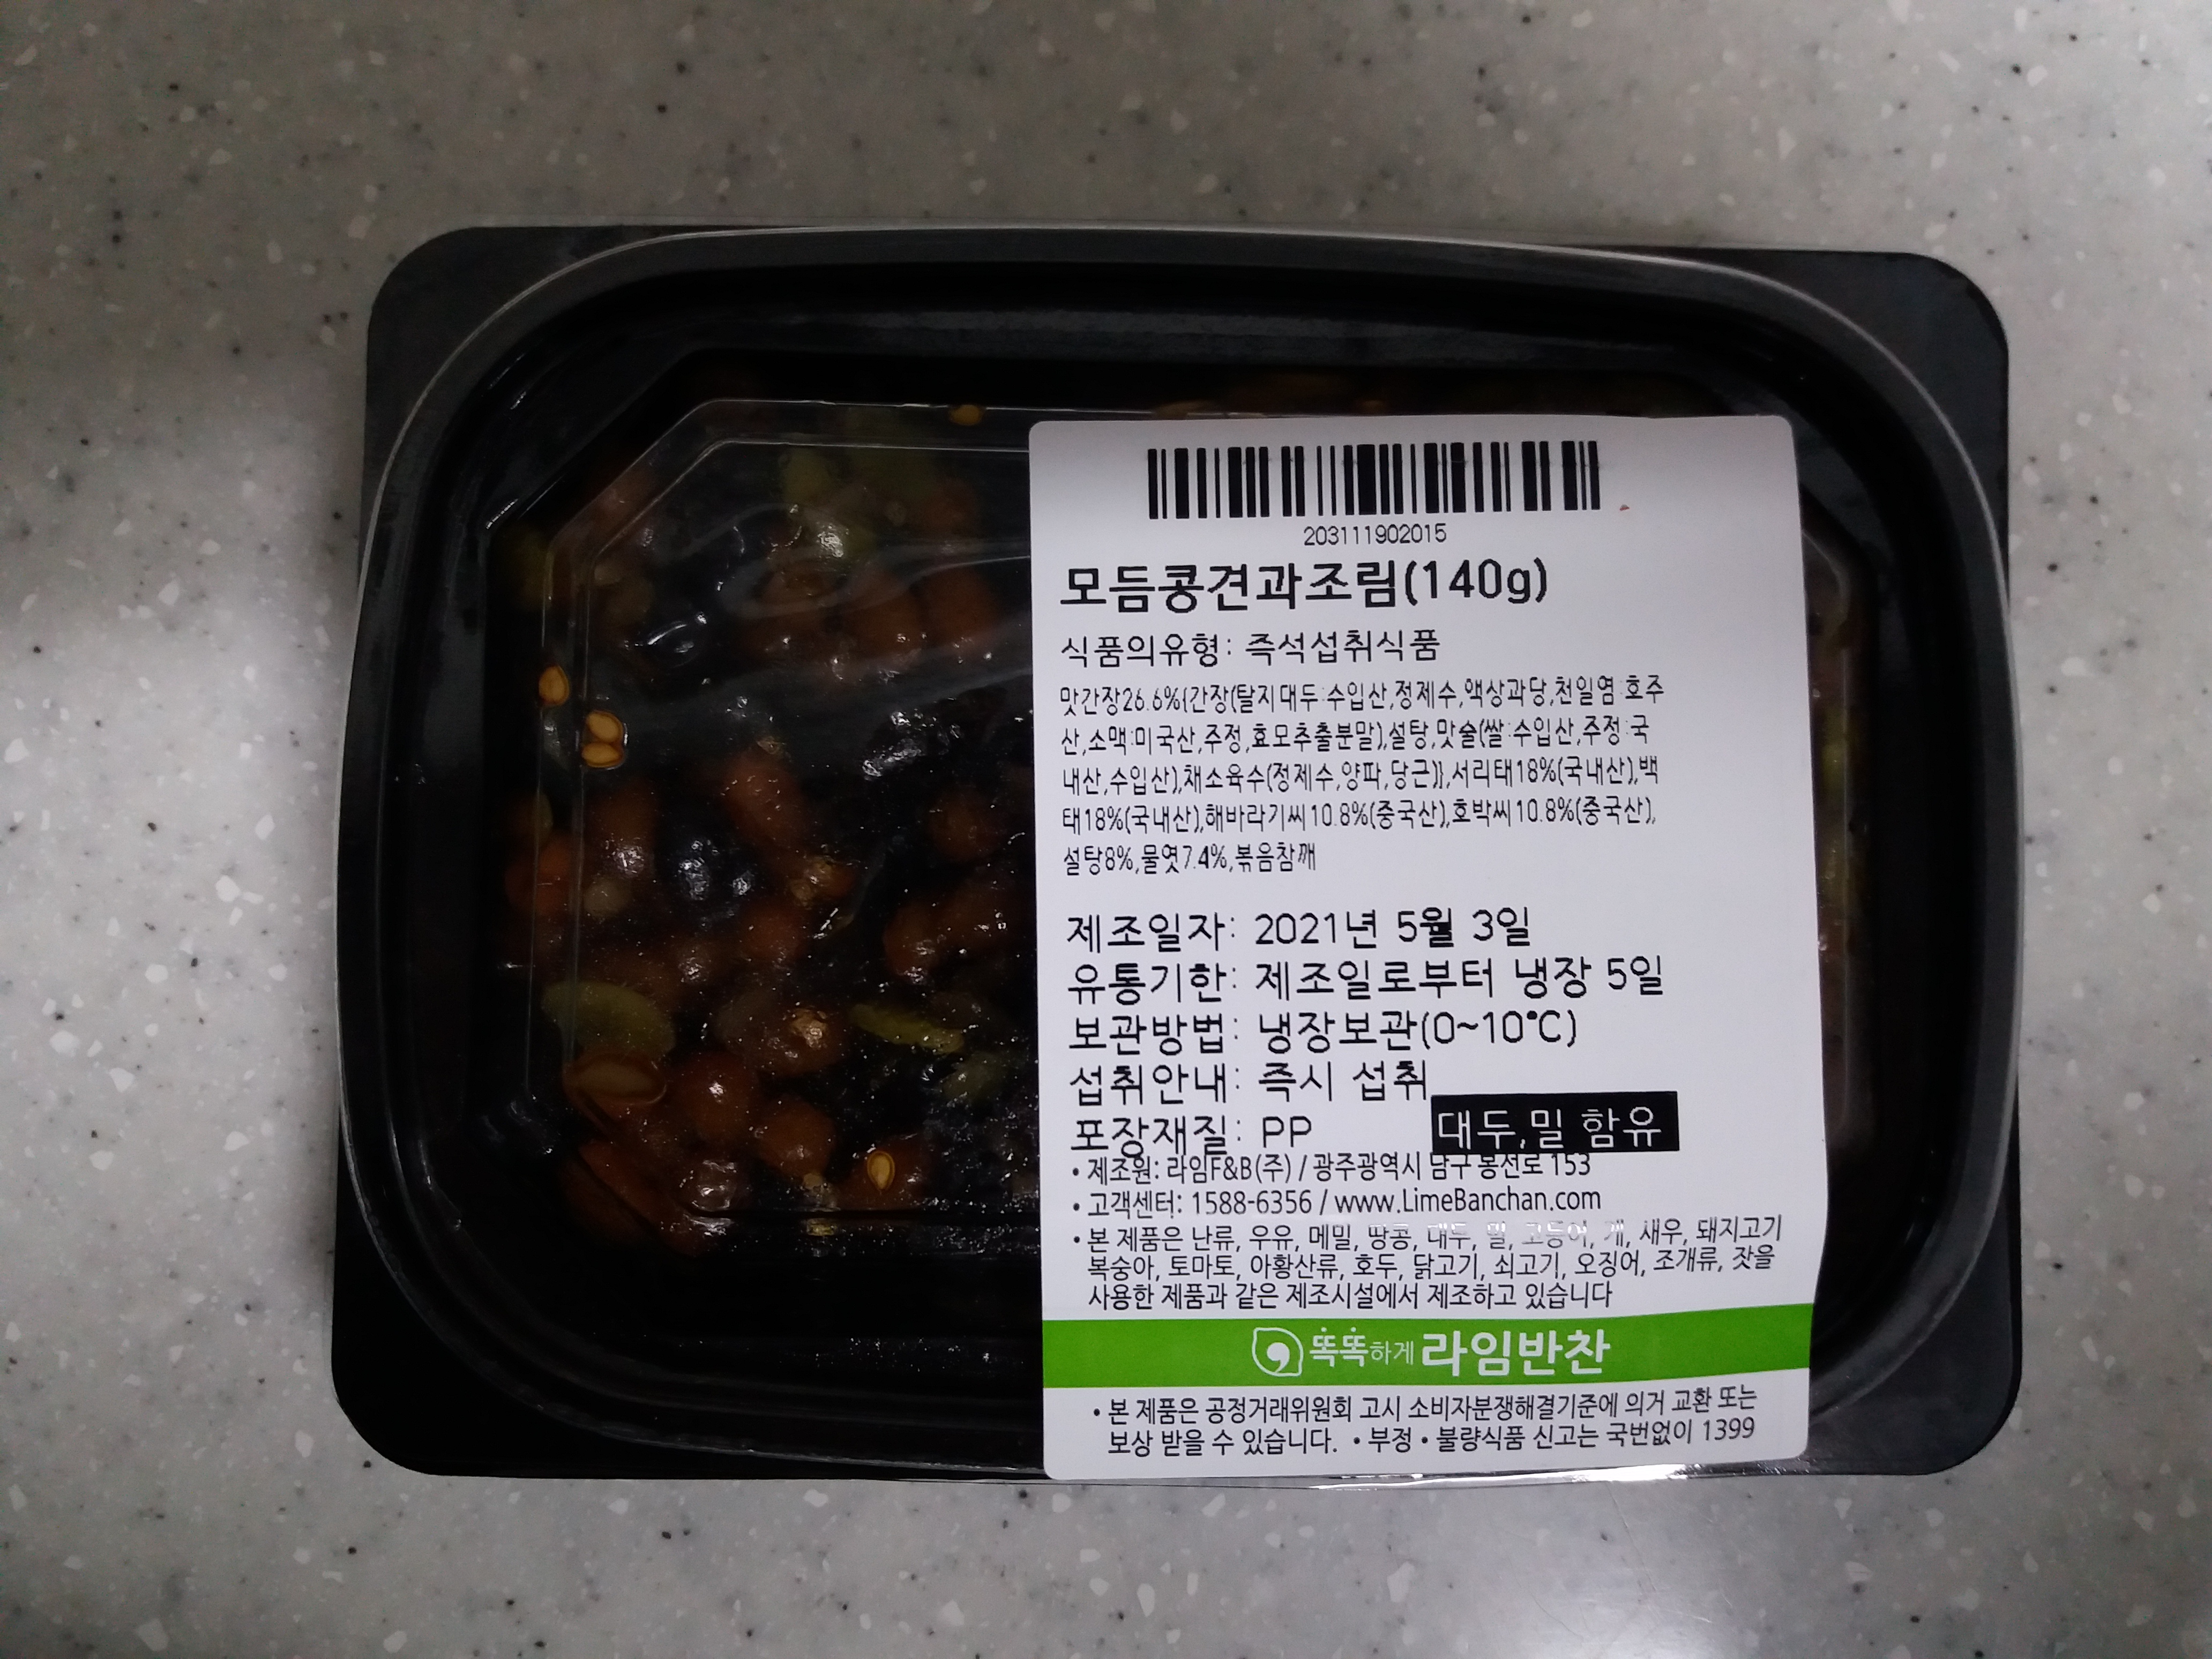 203111902015
모듬콩견과조림(140g)
식품의유형: 즉석섭취식품
맛간장26.6%{간장(탈지대두:수입산,정제수,액상과당,천일염:호주
산,소맥:미국산,주정,효모추출분말),설탕,맛술(쌀:수입산,주정:국
내산,수입산),채소육수(정제수,양파,당근)},서리태18%(국내산),백
태18%(국내산),해바라기씨10.8%(중국산),호박씨10.8%(중국산),
설탕8%,물엿7.4%,볶음참깨
제조일자: 2021년 5월 3일
유통기한: 제조일로부터 냉장 5일
보관방법: 냉장보관(0~10℃)
섭취안내: 즉시 섭취
포장재질: PP 대두,밀 함유
• 제조원: 라임F&B(주) / 광주광역시 남구 봉선로 153
• 고객센터: 1588-6356 / www.LimeBanchan.com
• 본 제품은 난류, 우유, 메밀, 땅콩, 대두, 밀, 고등어, 게, 새우, 돼지고기
복숭아, 토마토, 아황산류, 호두, 닭고기, 쇠고기, 오징어, 조개류, 잣을
사용한 제품과 같은 제조시설에서 제조하고 있습니다
똑똑하게 라임반찬
• 본 제품은 공정거래위원회 고시 소비자분쟁해결기준에 의거 교환 또는
보상 받을 수 있습니다. • 부정 • 불량식품 신고는 국번없이 1399